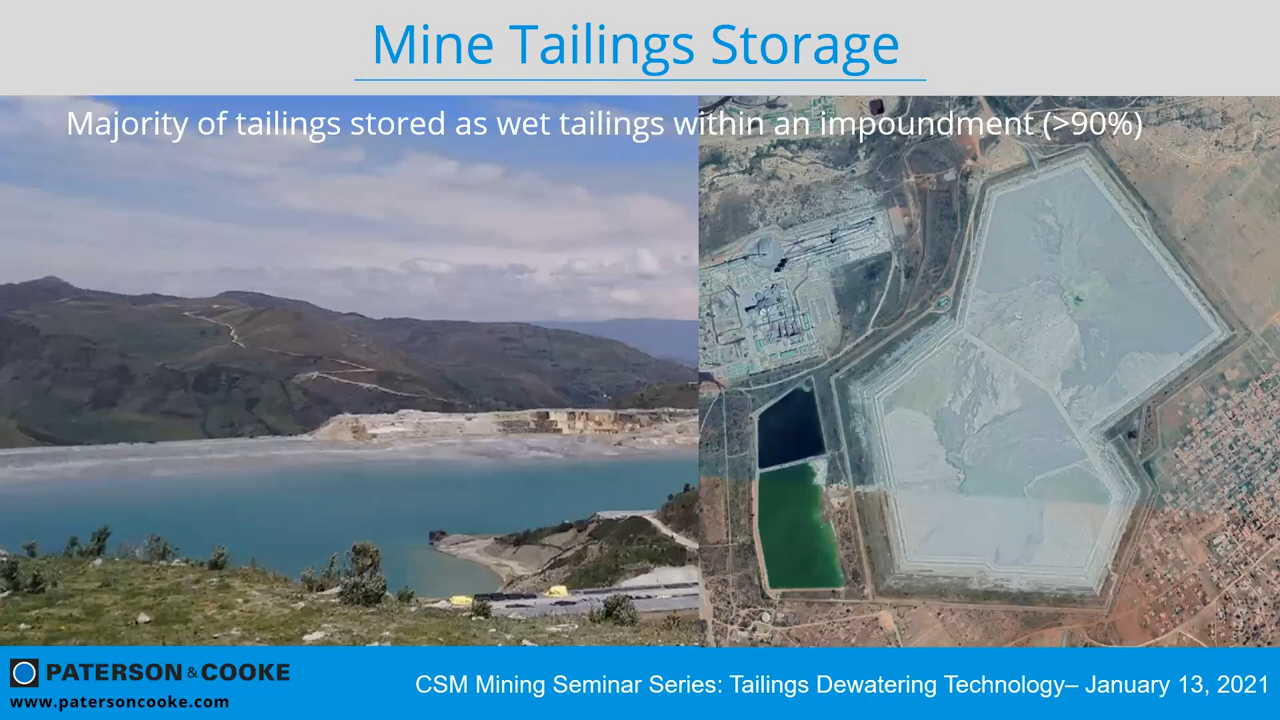 Mine Tailings Storage
Majority of tailings stored as wet tailings within an impoundment (>90%)
PATERSON & COOKE
www.patersoncooke.com
CSM Mining Seminar Series: Tailings Dewatering Technology– January 13, 2021